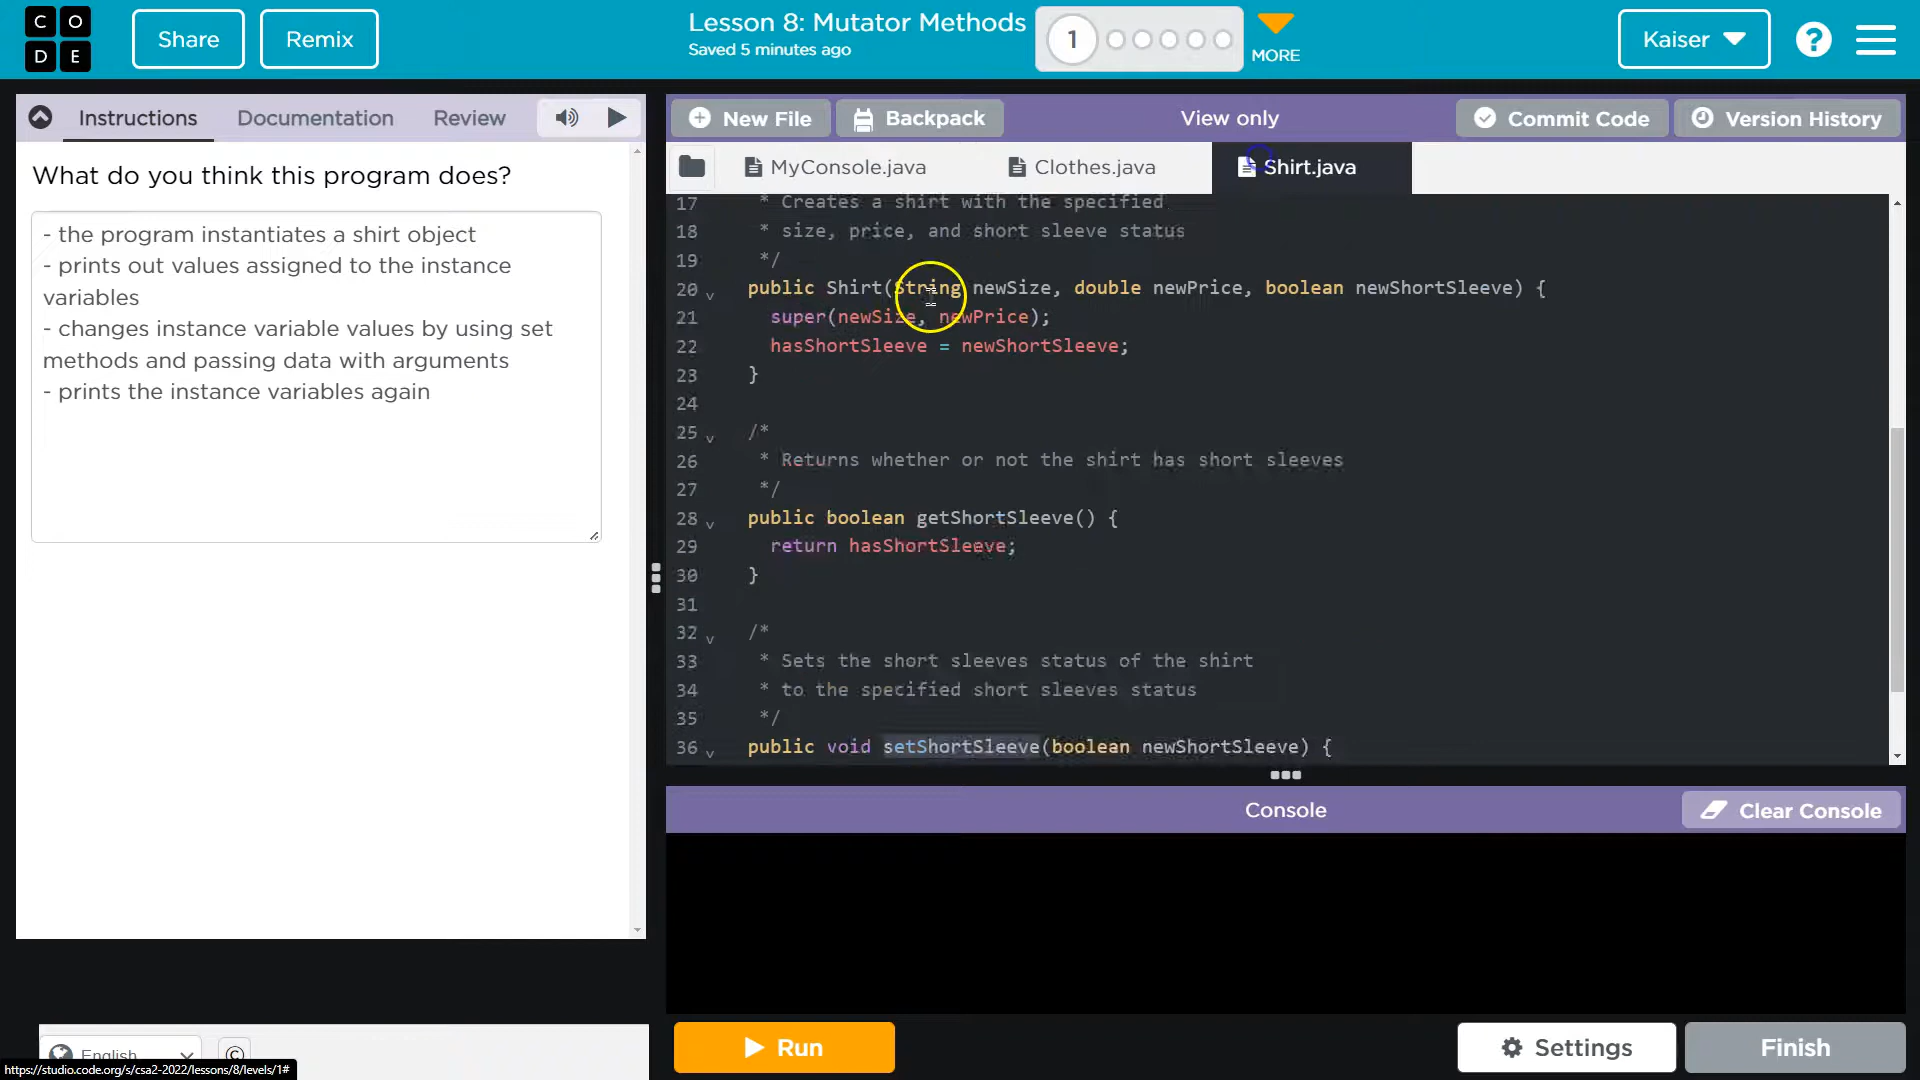 CODE
Share
Remix
Lesson 8: Mutator Methods
Saved 5 minutes ago
1
MORE
Kaiser
?
Instructions
Documentation
Review
New File
Backpack
View only
Commit Code
Version History
MyConsole.java
Clothes.java
Shirt.java
What do you think this program does?
- the program instantiates a shirt object
- prints out values assigned to the instance
variables
- changes instance variable values by using set
methods and passing data with arguments
- prints the instance variables again
17 * Creates a shirt with the specified
18 * size, price, and short sleeve status
19 */
20 public Shirt(String newSize, double newPrice, boolean newShortSleeve) {
21 super(newSize, newPrice);
22 hasShortSleeve = newShortSleeve;
23 }
24
25 /*
26 * Returns whether or not the shirt has short sleeves
27 */
28 public boolean getShortSleeve() {
29 return hasShortSleeve;
30 }
31
32 /*
33 * Sets the short sleeves status of the shirt
34 * to the specified short sleeves status
35 */
36 public void setShortSleeve(boolean newShortSleeve) {
Console
Clear Console
English
©
https://studio.code.org/s/csa2-2022/lessons/8/levels/1#
Run
Settings
Finish